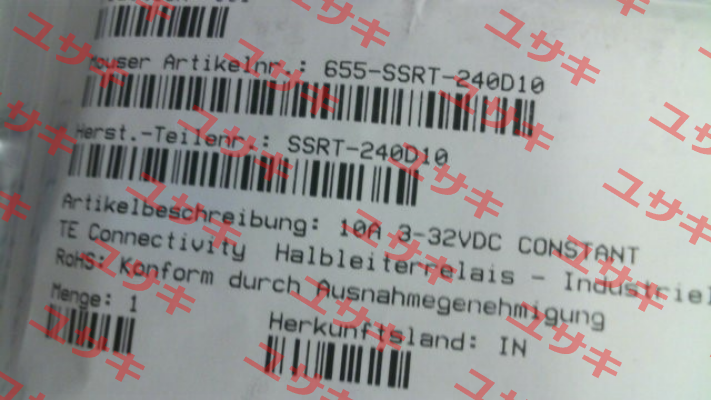 Mouser Artikelnr.: 655-SSRT-240D10
Herst.-Teilenr.: SSRT-240D10
Artikelbeschreibung: 10A 3-32VDC CONSTANT
TE Connectivity Halbleiterrelais - Industriel
RoHS: Konform durch Ausnahmegenehmigung
Menge: 1
Herkunftsland: IN
ユサキ